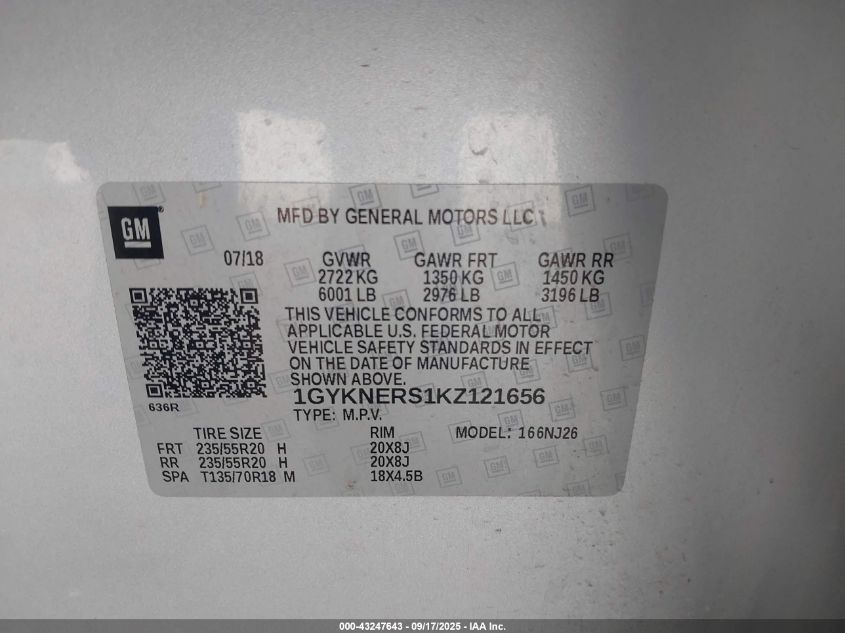 GM
MFD BY GENERAL MOTORS LLC
07/18 GVWR GAWR FRT GAWR RR
2722 KG 1350 KG 1450 KG
6001 LB 2976 LB 3196 LB
THIS VEHICLE CONFORMS TO ALL
APPLICABLE U.S. FEDERAL MOTOR
VEHICLE SAFETY STANDARDS IN EFFECT
ON THE DATE OF MANUFACTURE
SHOWN ABOVE.
1GYKNERS1KZ121656
636R
TYPE: M.P.V.
TIRE SIZE RIM MODEL: 166NJ26
FRT 235/55R20 H 20X8J
RR 235/55R20 H 20X8J
SPA T135/70R18 M 18X4.5B
000-43247643 - 09/17/2025 - IAA Inc.